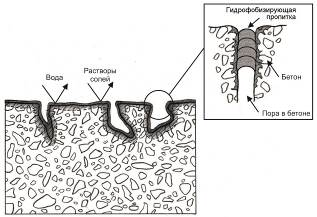 Гидрофобизирующая
пропитка
Вода
Растворы
солей
Бетон
Пора в бетоне